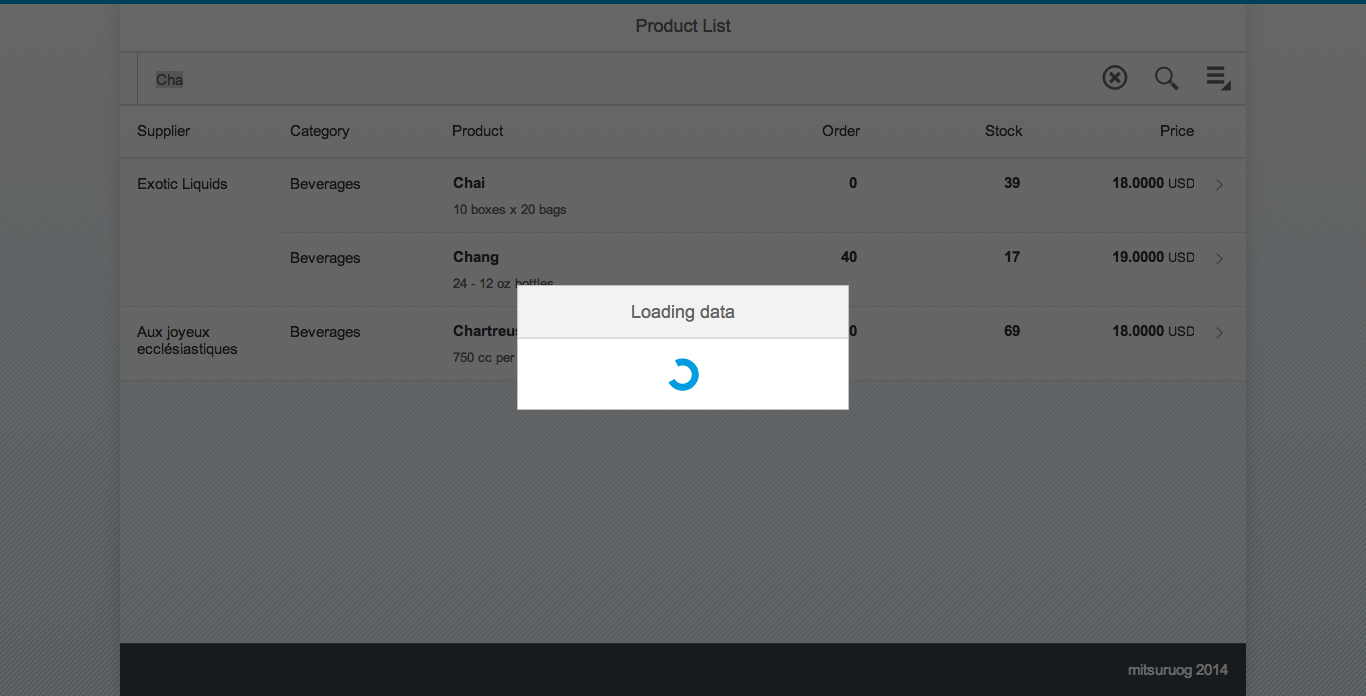 Product List
Cha
Supplier Category Product Order Stock Price
Exotic Liquids Beverages Chai 0 39 18.0000 USD
10 boxes x 20 bags
Beverages Chang 40 17 19.0000 USD
24 - 12 oz bottles
Loading data
Aux joyeux Beverages 69 18.0000 USD
ecclésiastiques
750 cc per
mitsuruog 2014